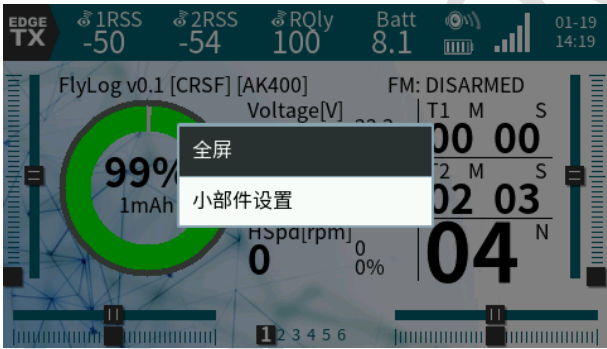 EDGE TX 1RSS -50 2RSS -54 RQly 100 Batt 8.1 01-19 14:19
FlyLog v0.1 [CRSF] [AK400] FM: DISARMED
Voltage[V]
T1 M S
00 00
全屏
99%
1mAh
小部件设置
T2 M S
02 03
HSpd[rpm]
0
0
0%
04 N
1 2 3 4 5 6